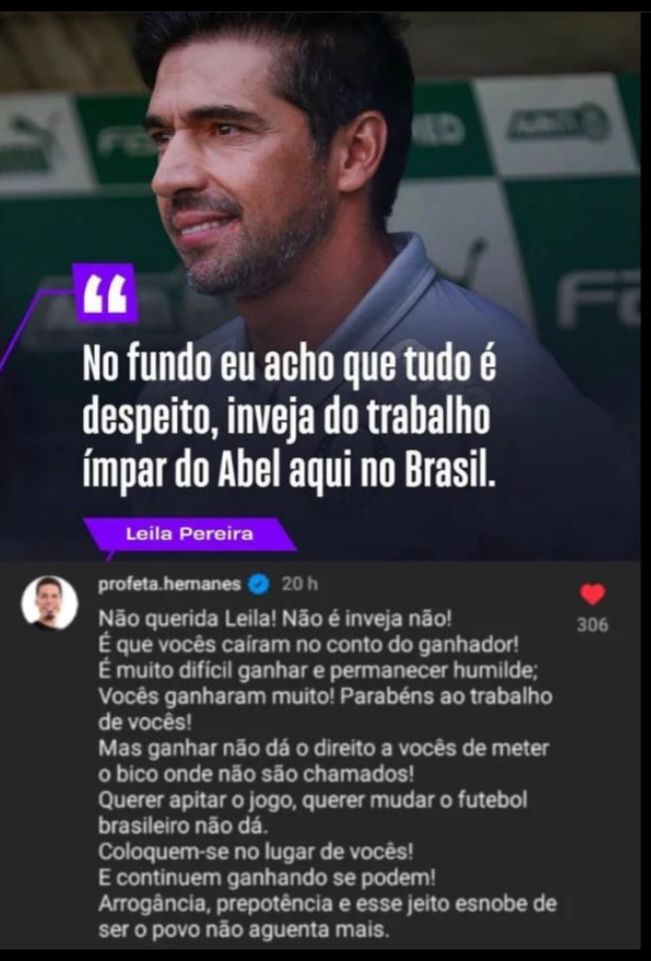 No fundo eu acho que tudo é
despeito, inveja do trabalho
ímpar do Abel aqui no Brasil.
Leila Pereira
profeta.hernanes 20 h
Não querida Leila! Não é inveja não!
É que vocês caíram no conto do ganhador!
É muito difícil ganhar e permanecer humilde;
Vocês ganharam muito! Parabéns ao trabalho
de vocês!
Mas ganhar não dá o direito a vocês de meter
o bico onde não são chamados!
Querer apitar o jogo, querer mudar o futebol
brasileiro não dá.
Coloquem-se no lugar de vocês!
E continuem ganhando se podem!
Arrogância, prepotência e esse jeito esnobe de
ser o povo não aguenta mais.
306